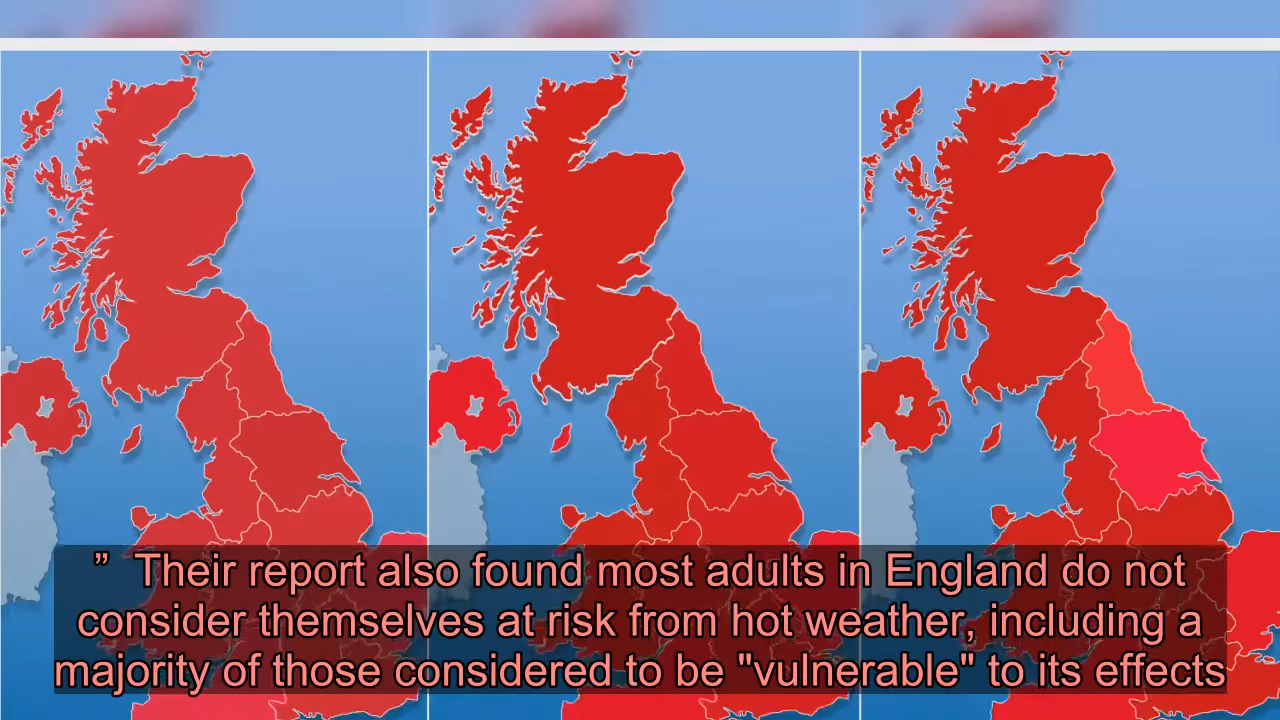 ” Their report also found most adults in England do not
consider themselves at risk from hot weather, including a
majority of those considered to be "vulnerable" to its effects